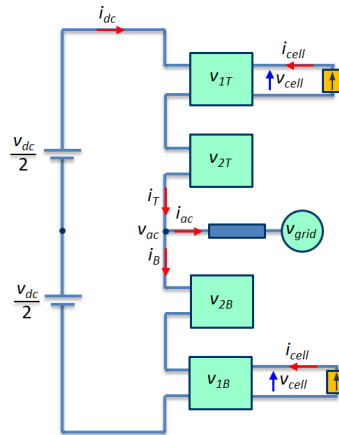 i_dc
i_cell
v_1T
v_cell
v_dc
2
v_2T
i_T
i_ac
v_ac
v_grid
i_B
v_dc
2
v_2B
i_cell
v_1B
v_cell